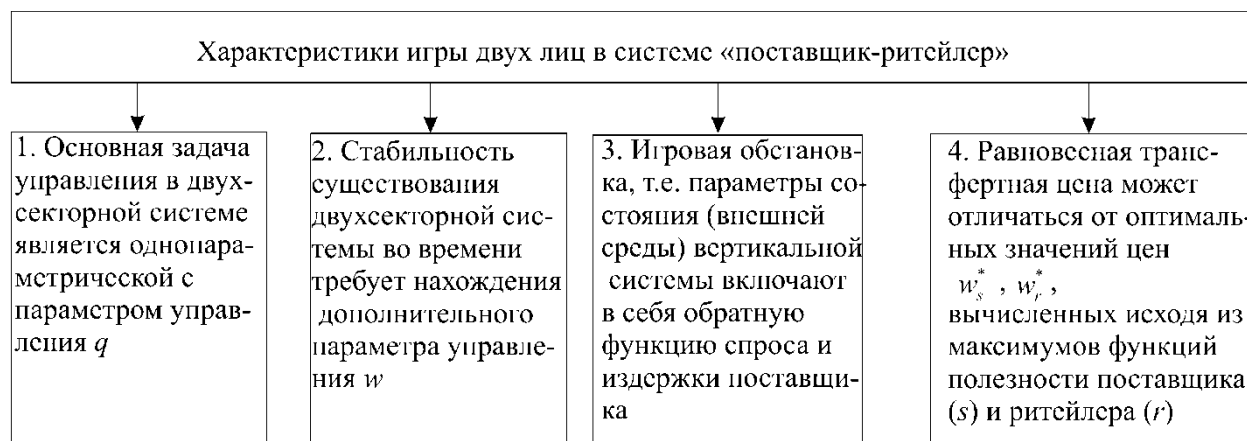 Характеристики игры двух лиц в системе «поставщик-ритейлер»
1. Основная задача
управления в двух-
секторной системе
является однопара-
метрической с
параметром управ-
ления q
2. Стабильность
существования
двухсекторной сис-
темы во времени
требует нахождения
дополнительного
параметра управле-
ния w
3. Игровая обстанов-
ка, т.е. параметры со-
стояния (внешней
среды) вертикальной
системы включают
в себя обратную
функцию спроса и
издержки поставщи-
ка
4. Равновесная транс-
фертная цена может
отличаться от оптималь-
ных значений цен
w_s^* , w_r^* ,
вычисленных исходя из
максимумов функций
полезности поставщика
(s) и ритейлера (r)